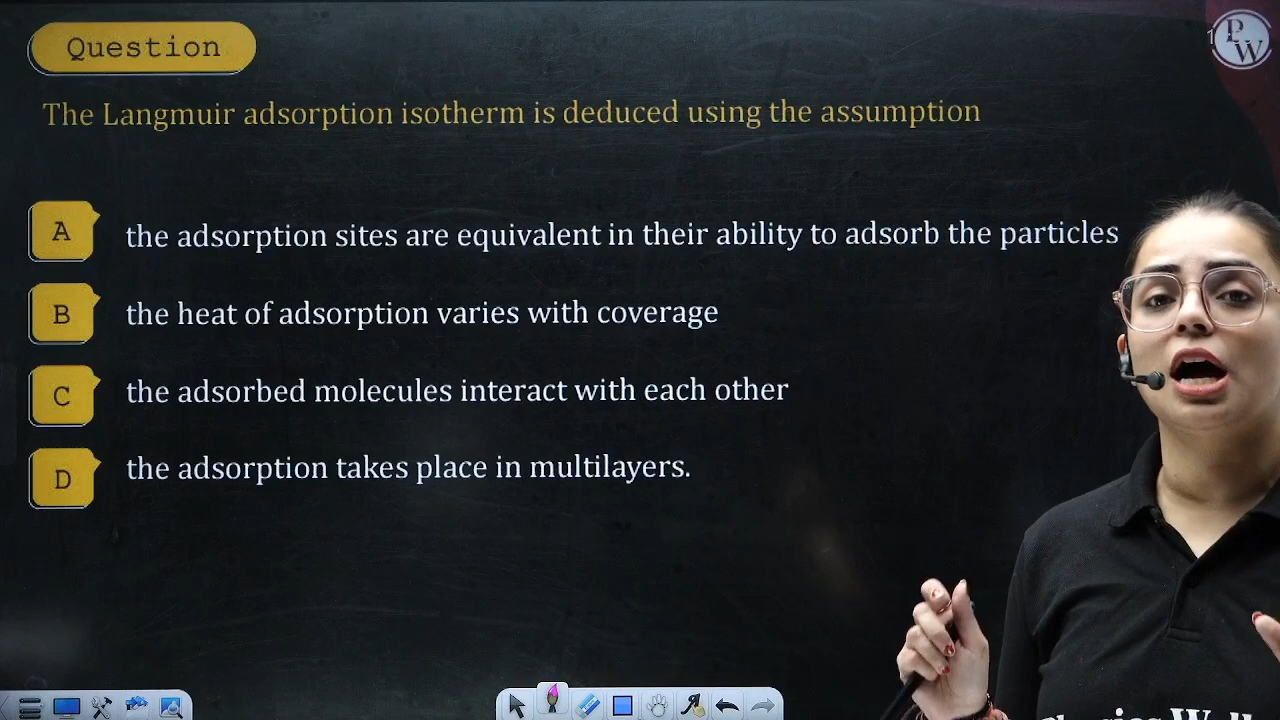 Question
PW
The Langmuir adsorption isotherm is deduced using the assumption
A the adsorption sites are equivalent in their ability to adsorb the particles
B the heat of adsorption varies with coverage
C the adsorbed molecules interact with each other
D the adsorption takes place in multilayers.